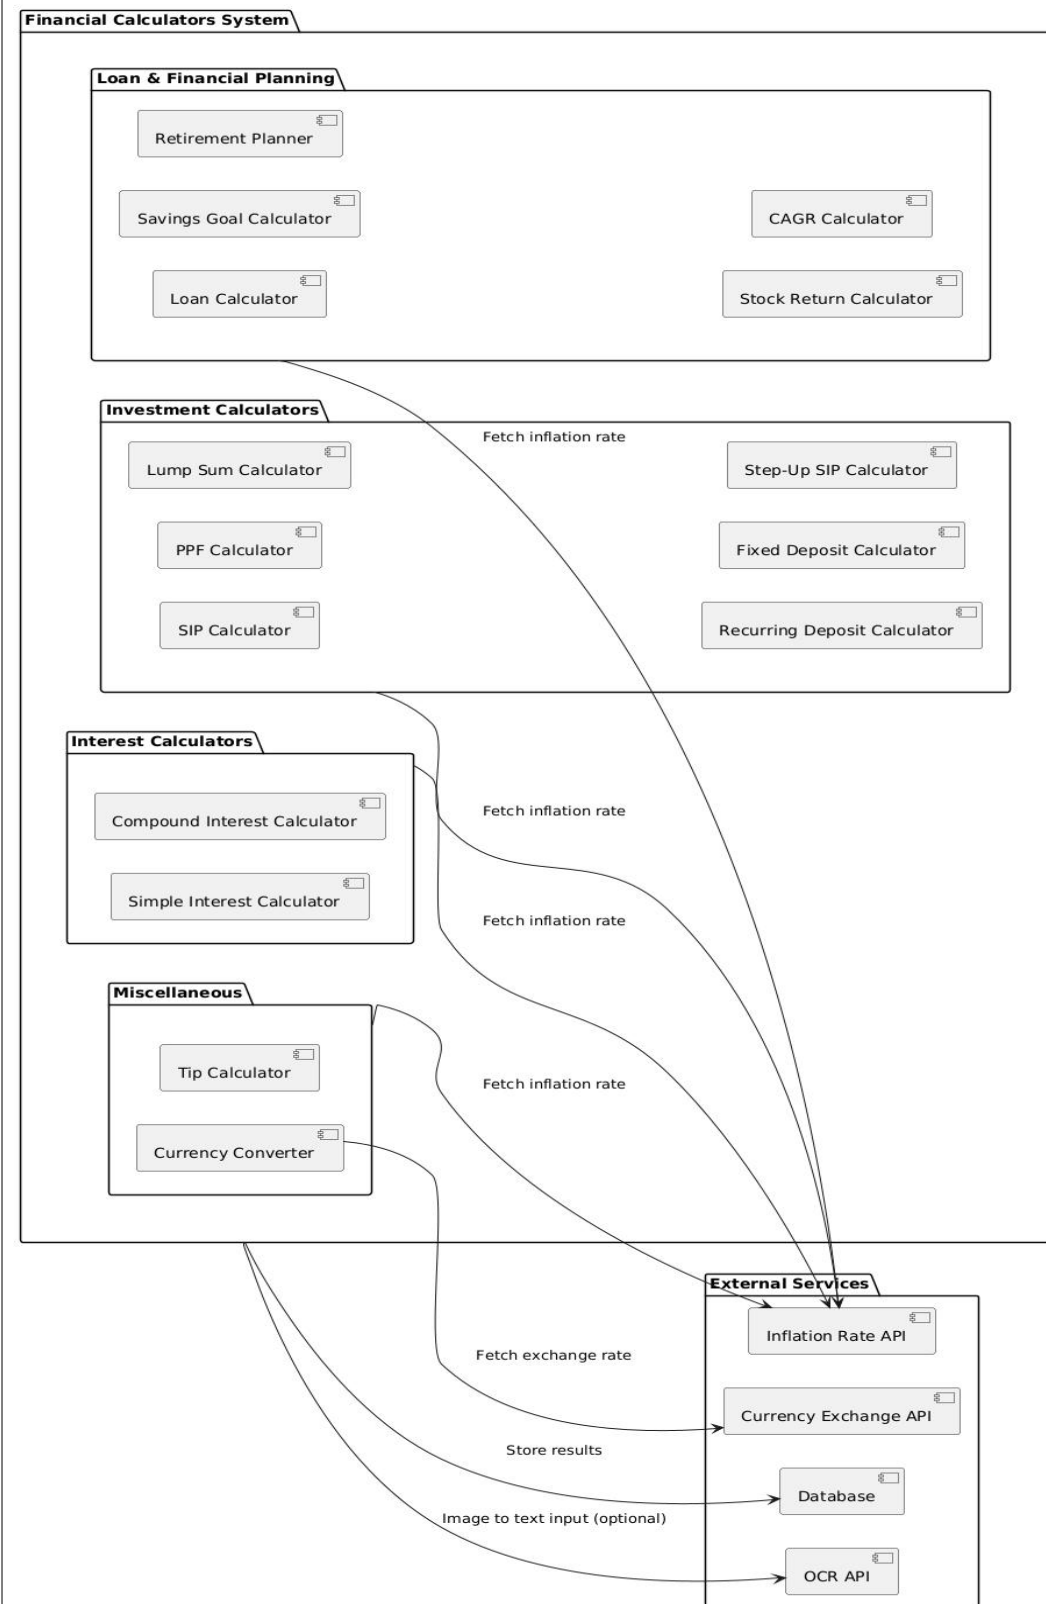 Financial Calculators System
Loan & Financial Planning
Retirement Planner
Savings Goal Calculator
CAGR Calculator
Loan Calculator
Stock Return Calculator
Investment Calculators
Fetch inflation rate
Lump Sum Calculator
Step-Up SIP Calculator
PPF Calculator
Fixed Deposit Calculator
SIP Calculator
Recurring Deposit Calculator
Interest Calculators
Compound Interest Calculator
Fetch inflation rate
Simple Interest Calculator
Fetch inflation rate
Miscellaneous
Tip Calculator
Fetch inflation rate
Currency Converter
External Services
Inflation Rate API
Fetch exchange rate
Currency Exchange API
Store results
Database
Image to text input (optional)
OCR API